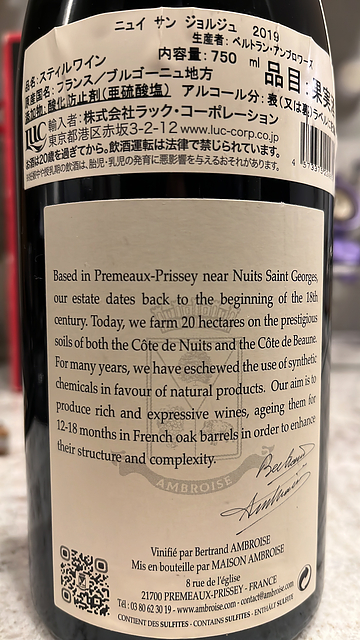 ニュイ サン ジョルジュ 2019
生産者: ベルトラン・アンブロワーズ
品名: スティルワイン 内容量: 750 ml 品目: 果実
原産国名: フランス／ブルゴーニュ地方
添加物: 酸化防止剤(亜硫酸塩) アルコール分: 表(又は裏)ラベルに
LUC 輸入者: 株式会社ラック・コーポレーション
東京都港区赤坂3-2-12 www.luc-corp.co.jp
お酒は20歳を過ぎてから。飲酒運転は法律で禁じられています。
妊娠中や授乳期の飲酒は、胎児・乳児の発育に悪影響を与えるおそれがあります。
Based in Premeaux-Prissey near Nuits Saint Georges,
our estate dates back to the beginning of the 18th
century. Today, we farm 20 hectares on the prestigious
soils of both the Côte de Nuits and the Côte de Beaune.
For many years, we have eschewed the use of synthetic
chemicals in favour of natural products. Our aim is to
produce rich and expressive wines, ageing them for
12-18 months in French oak barrels in order to enhance
their structure and complexity.
AMBROISE
Bertrand
Ambroise
Vinifié par Bertrand AMBROISE
Mis en bouteille par MAISON AMBROISE
8 rue de l'église
21700 PREMEAUX-PRISSEY - FRANCE
Tél : 03 80 62 30 19 - www.ambroise.com - contact@ambroise.com
CONTIENT DES SULFITES - CONTAINS SULFITES - ENTHÄLT SULFITE